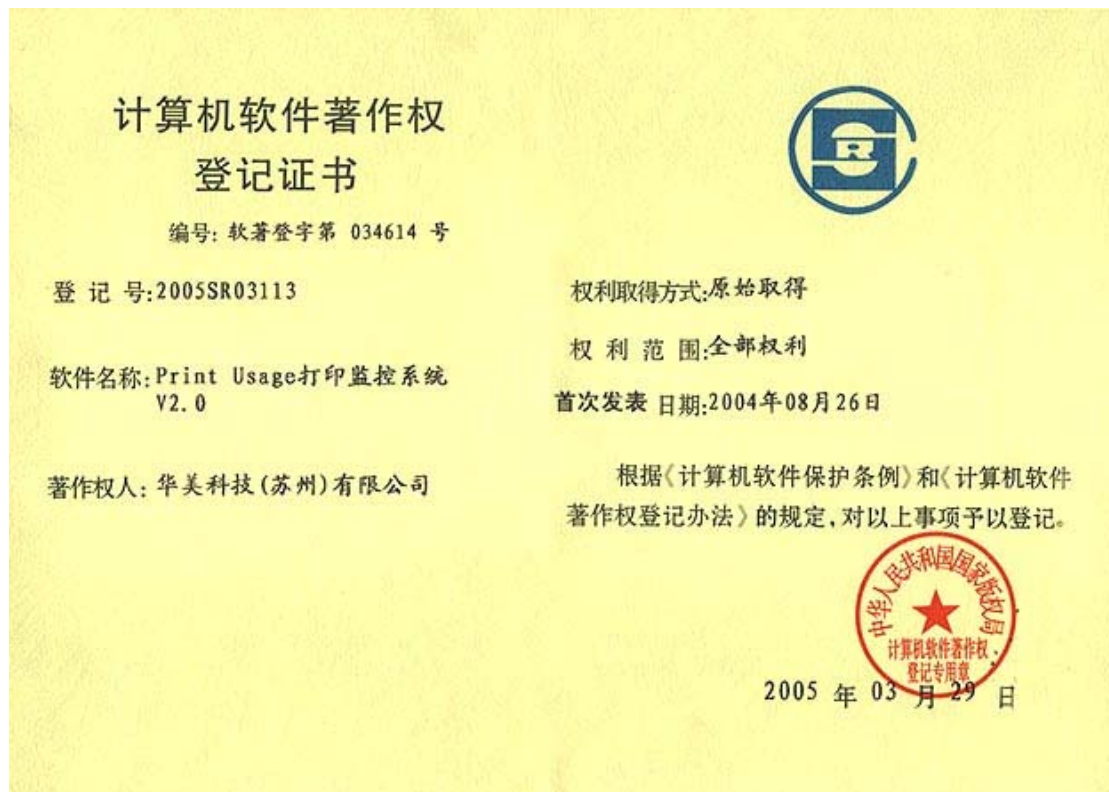 计算机软件著作权
登记证书
编号: 软著登字第 034614 号
登 记 号:2005SR03113
软件名称:Print Usage打印监控系统
V2.0
著作权人: 华美科技(苏州)有限公司
SR
权利取得方式:原始取得
权 利 范 围:全部权利
首次发表 日期:2004年08月26日
根据《计算机软件保护条例》和《计算机软件
著作权登记办法》的规定,对以上事项予以登记。
中华人民共和国国家版权局
计算机软件著作权
登记专用章
2005 年 03 月 29 日